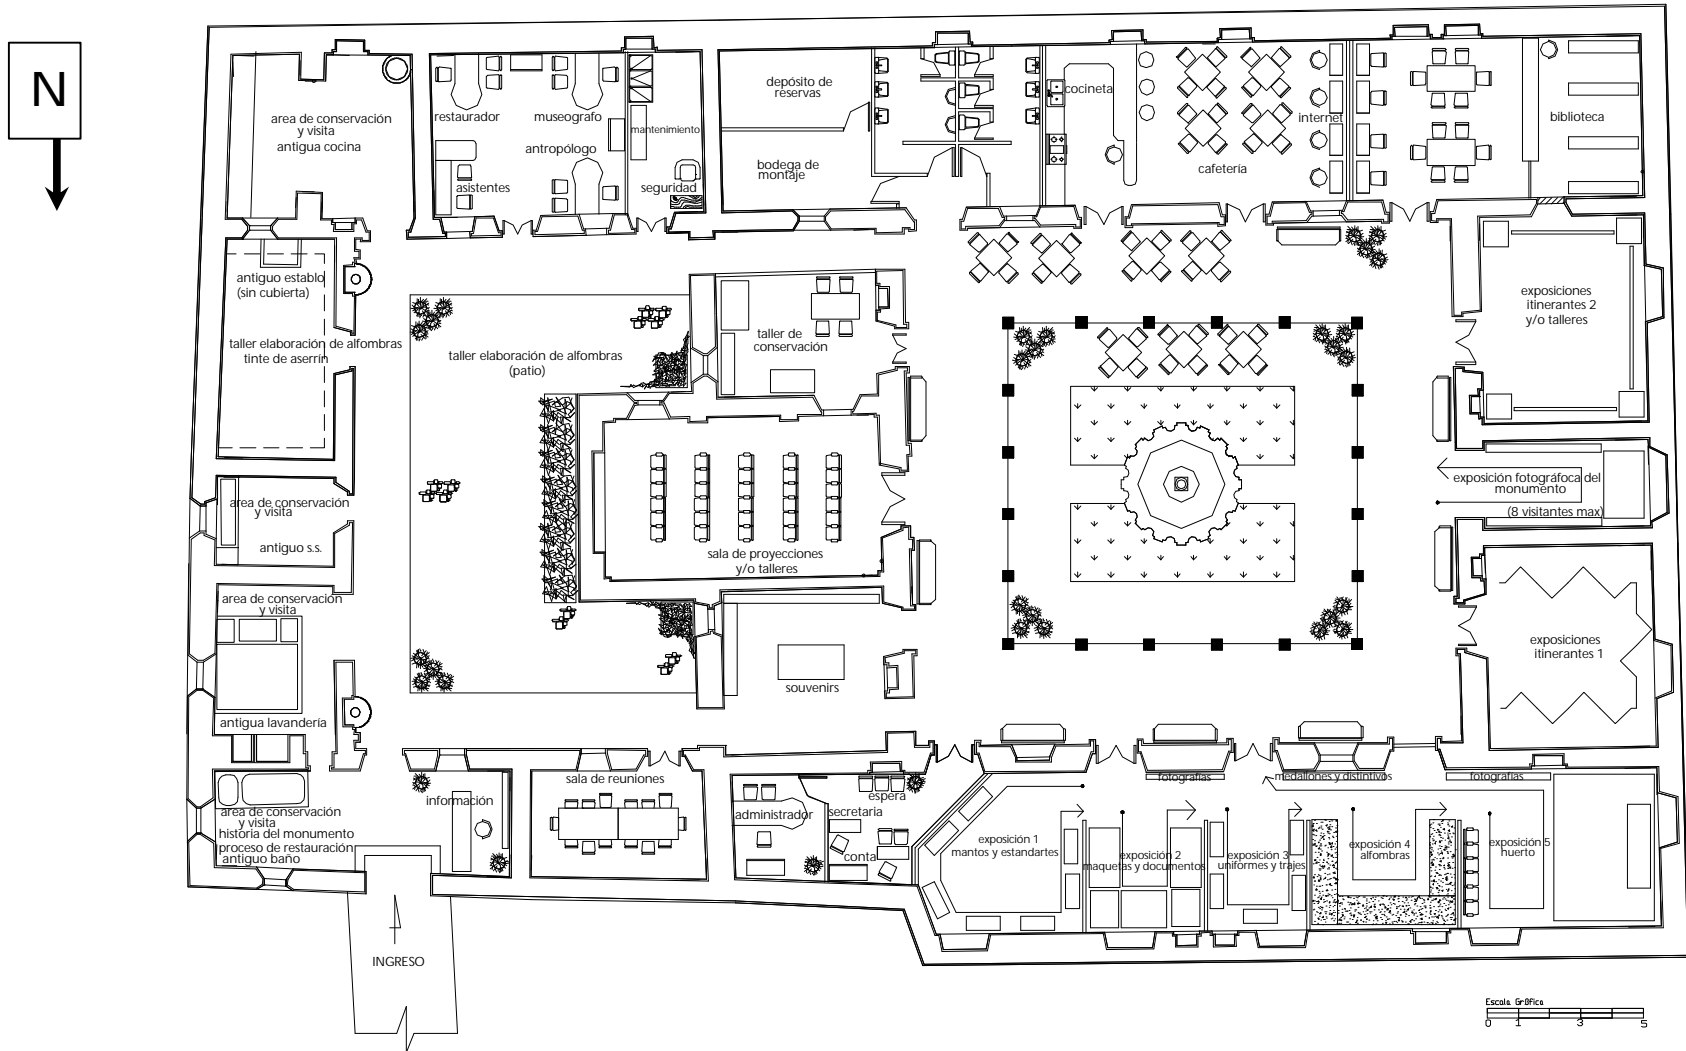 N
area de conservación
y visita
antigua cocina
restaurador
museografo
antropólogo
asistentes
mantenimiento
seguridad
depósito de
reservas
bodega de
montaje
cocineta
cafetería
internet
biblioteca
antiguo establo
(sin cubierta)
taller elaboración de alfombras
tinte de aserrín
taller elaboración de alfombras
(patio)
taller de
conservación
exposiciones
itinerantes 2
y/o talleres
area de conservación
y visita
antiguo s.s.
sala de proyecciones
y/o talleres
exposición fotográfoca del
monumento
(8 visitantes max)
area de conservación
y visita
antigua lavandería
souvenirs
exposiciones
itinerantes 1
area de conservación
y visita
historia del monumento
proceso de restauración
antiguo baño
información
sala de reuniones
administrador
secretaria
espera
conta
fotografías
medallones y distintivos
fotografías
exposición 1
mantos y estandartes
exposición 2
maquetas y documentos
exposición 3
uniformes y trajes
exposición 4
alfombras
exposición 5
huerto
INGRESO
Escala Gráfica
0 1 3 5